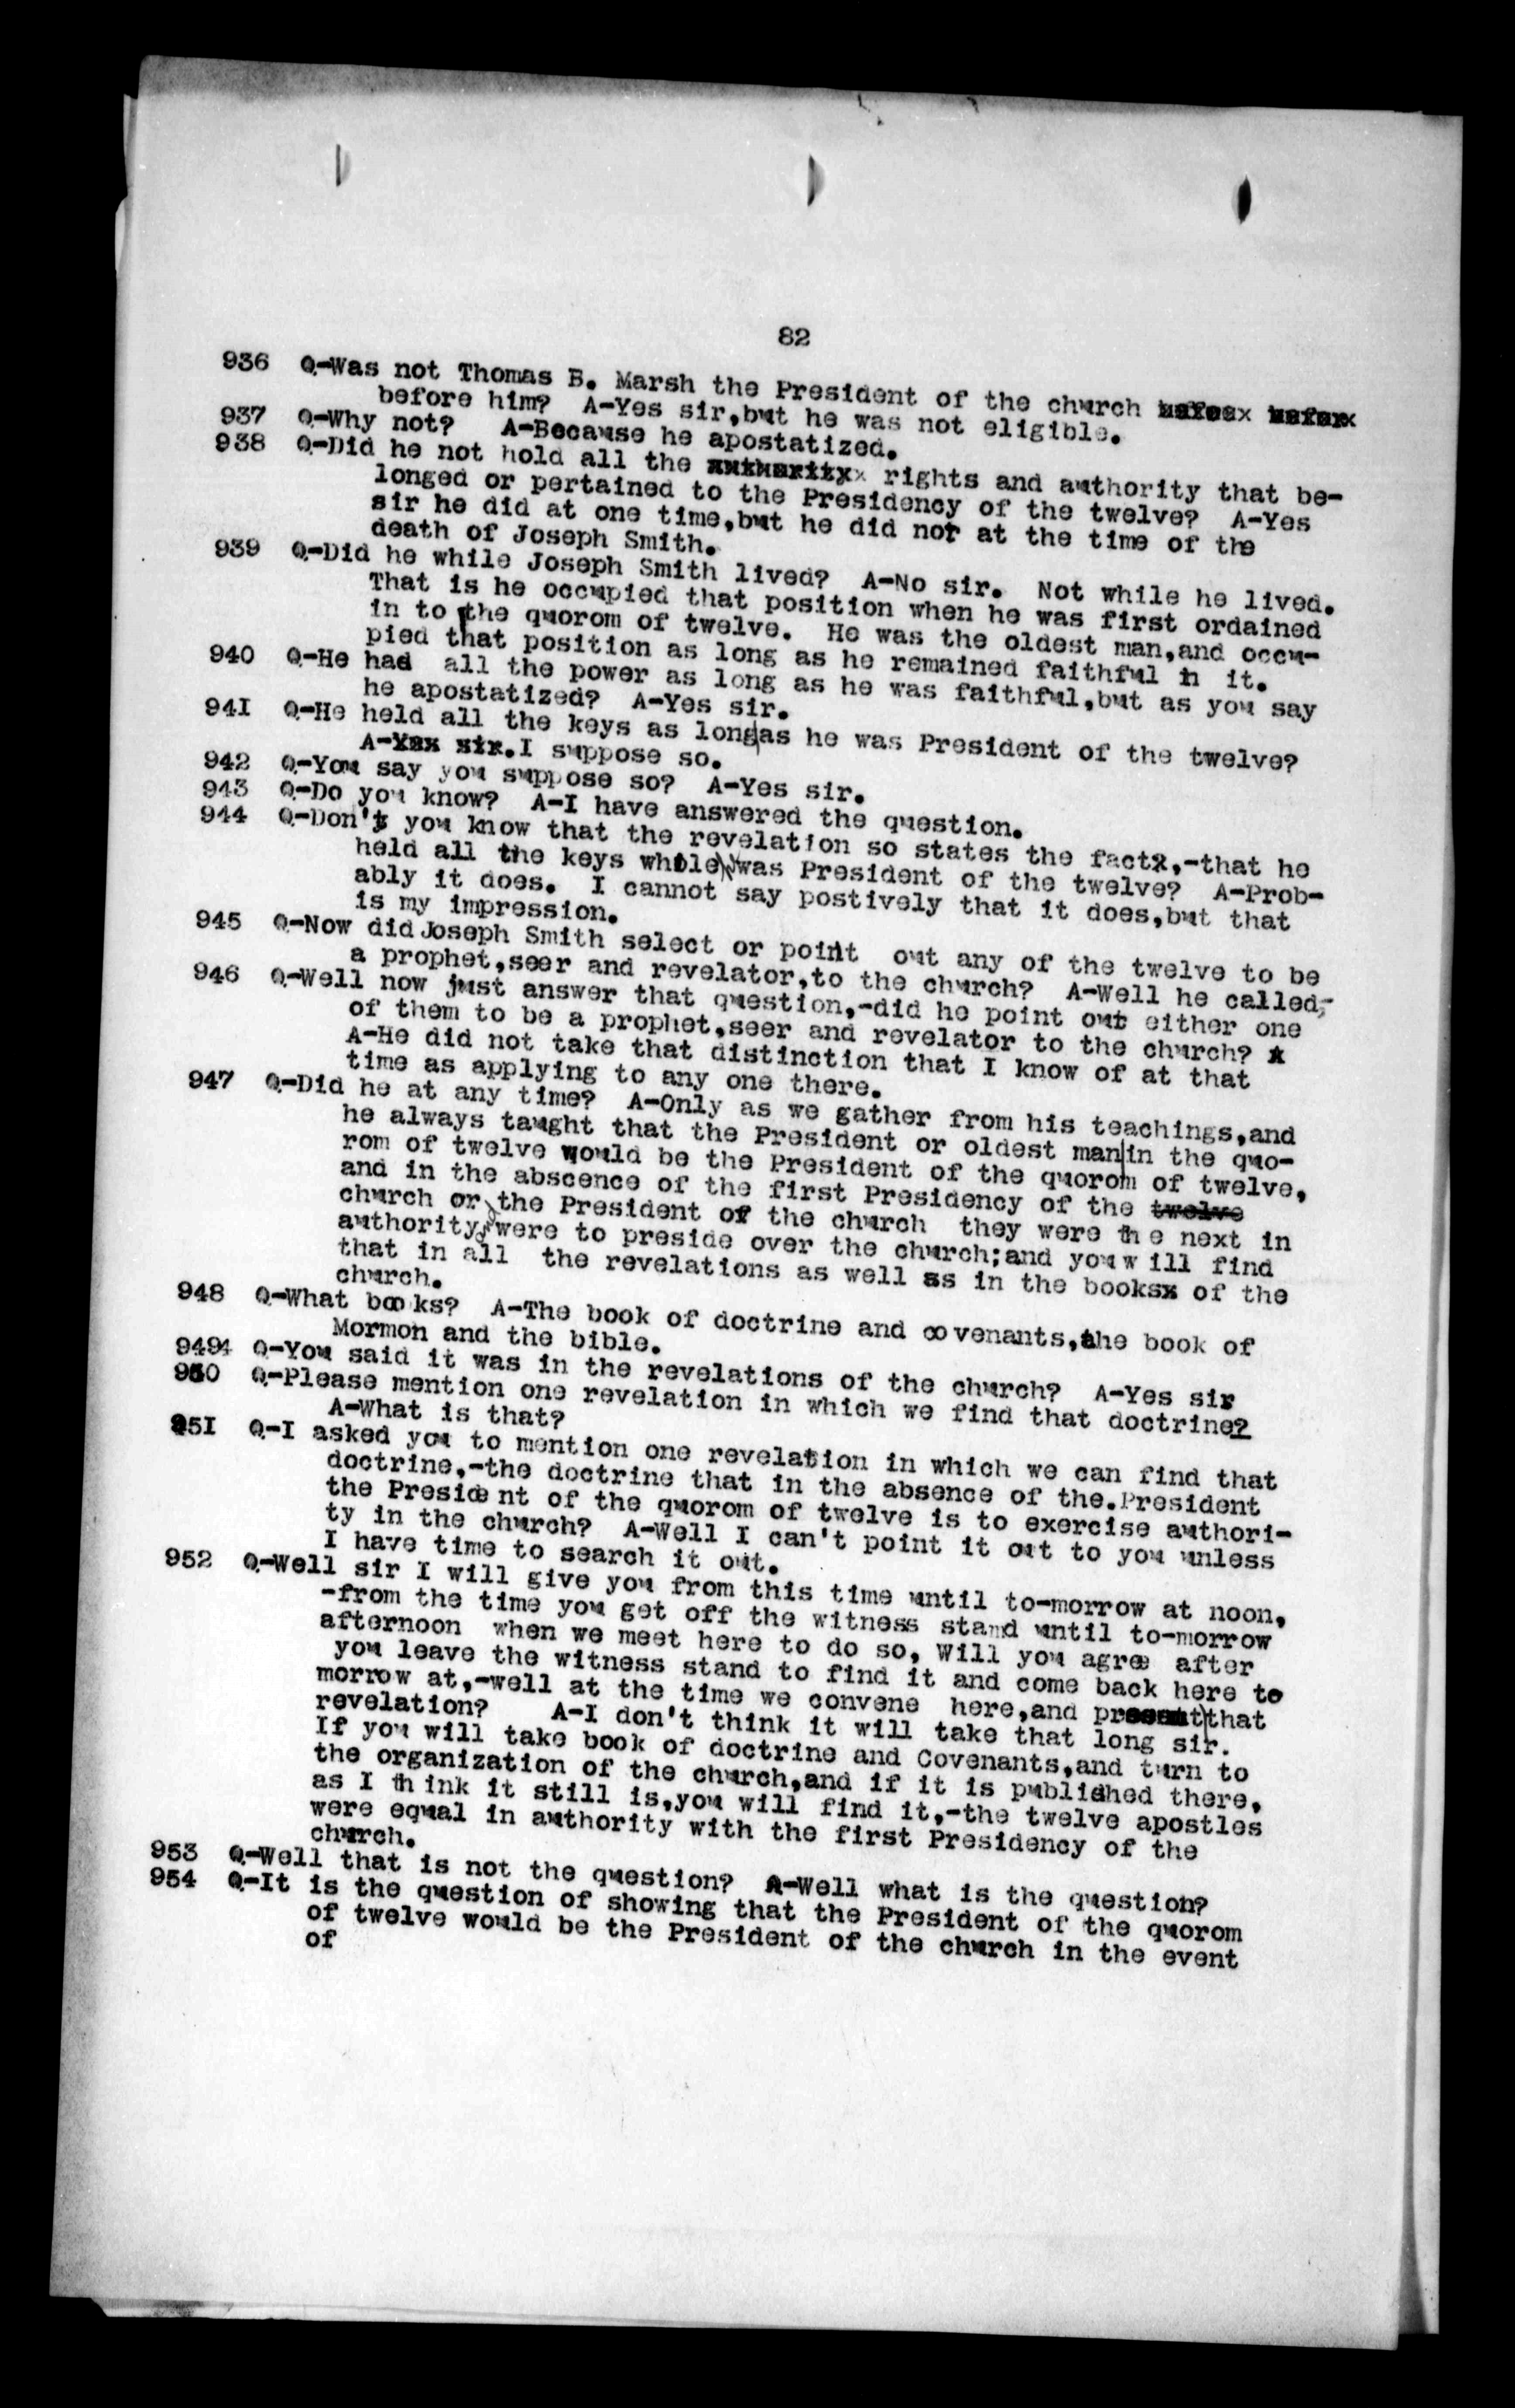 82
936 Q-Was not Thomas B. Marsh the President of the church
before him? A-Yes sir,but he was not eligible.
937 Q-Why not? A-Because he apostatized.
938 Q-Did he not hold all the rights and authority that be-
longed or pertained to the Presidency of the twelve? A-Yes
sir he did at one time,but he did not at the time of the
death of Joseph Smith.
939 Q-Did he while Joseph Smith lived? A-No sir. Not while he lived.
That is he occupied that position when he was first ordained
in to the quorom of twelve. He was the oldest man,and occu-
pied that position as long as he remained faithful in it.
940 Q-He had all the power as long as he was faithful,but as you say
he apostatized? A-Yes sir.
941 Q-He held all the keys as long as he was President of the twelve?
A-Yes sir.I suppose so.
942 Q-You say you suppose so? A-Yes sir.
943 Q-Do you know? A-I have answered the question.
944 Q-Don't you know that the revelation so states the fact,-that he
held all the keys while was President of the twelve? A-Prob-
ably it does. I cannot say postively that it does,but that
is my impression.
945 Q-Now did Joseph Smith select or point out any of the twelve to be
a prophet,seer and revelator,to the church? A-Well he called,-
946 Q-Well now just answer that question,-did he point out either one
of them to be a prophet,seer and revelator to the church?
A-He did not take that distinction that I know of at that
time as applying to any one there.
947 Q-Did he at any time? A-Only as we gather from his teachings,and
he always taught that the President or oldest man in the quo-
rom of twelve would be the President of the quorom of twelve,
and in the abscence of the first Presidency of the twelve
church or the President of the church they were the next in
authority were to preside over the church;and you will find
that in all the revelations as well as in the books of the
church.
948 Q-What books? A-The book of doctrine and covenants,the book of
Mormon and the bible.
949 Q-You said it was in the revelations of the church? A-Yes sir
950 Q-Please mention one revelation in which we find that doctrine?
A-What is that?
951 Q-I asked you to mention one revelation in which we can find that
doctrine,-the doctrine that in the absence of the.President
the President of the quorom of twelve is to exercise authori-
ty in the church? A-Well I can't point it out to you unless
I have time to search it out.
952 Q-Well sir I will give you from this time until to-morrow at noon,
-from the time you get off the witness stand until to-morrow
afternoon when we meet here to do so, Will you agree after
you leave the witness stand to find it and come back here to
morrow at,-well at the time we convene here,and present that
revelation? A-I don't think it will take that long sir.
If you will take book of doctrine and Covenants,and turn to
the organization of the church,and if it is published there,
as I think it still is,you will find it,-the twelve apostles
were equal in authority with the first Presidency of the
church.
953 Q-Well that is not the question? A-Well what is the question?
954 Q-It is the question of showing that the President of the quorom
of twelve would be the President of the church in the event
of